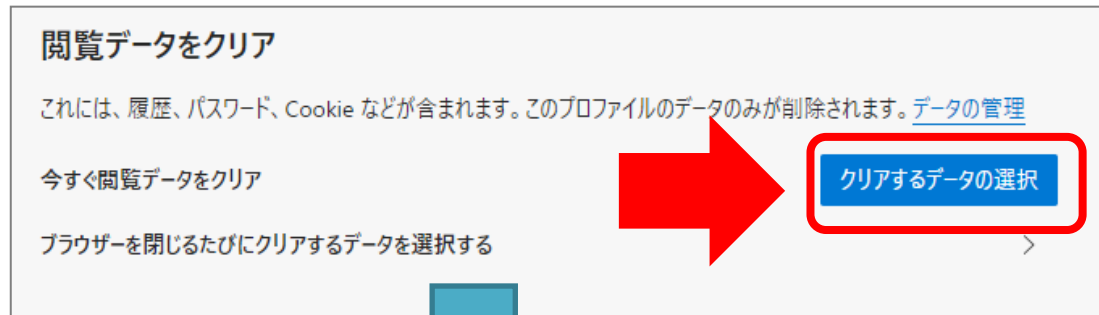 閲覧データをクリア
これには、履歴、パスワード、Cookie などが含まれます。このプロファイルのデータのみが削除されます。データの管理
今すぐ閲覧データをクリア
クリアするデータの選択
ブラウザーを閉じるたびにクリアするデータを選択する